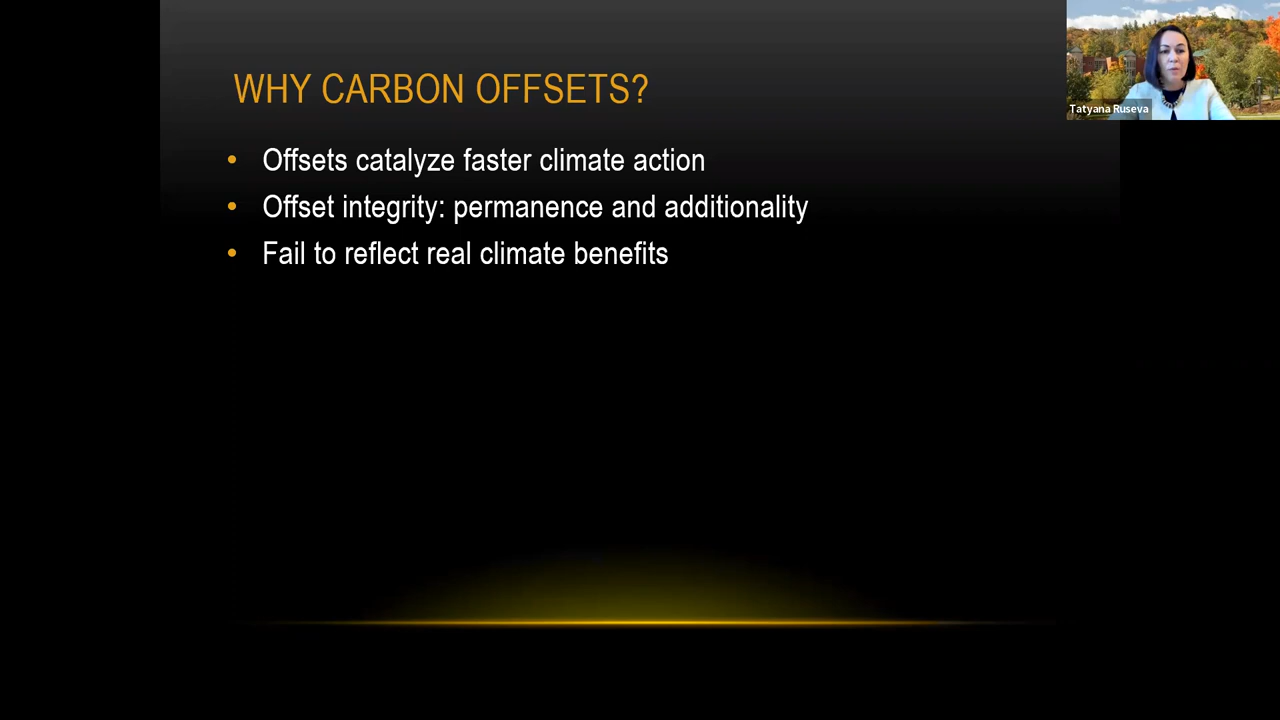 WHY CARBON OFFSETS?
• Offsets catalyze faster climate action
• Offset integrity: permanence and additionality
• Fail to reflect real climate benefits
Tatyana Ruseva